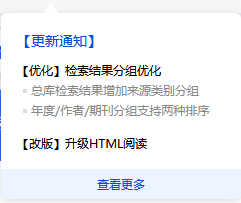 【更新通知】
【优化】检索结果分组优化
总库检索结果增加来源类别分组
年度/作者/期刊分组支持两种排序
【改版】升级HTML阅读
查看更多